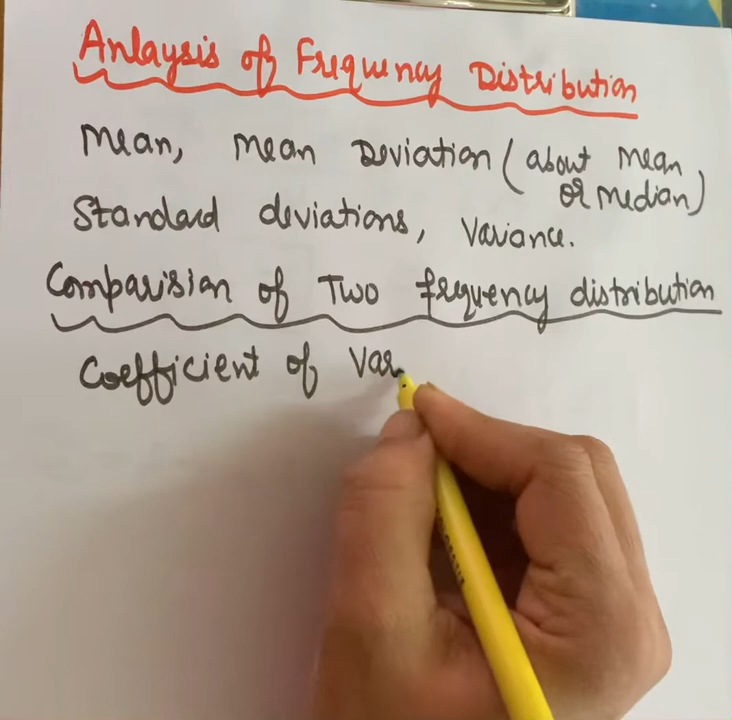 Anlaysis of Frequency Distribution
Mean, Mean Deviation (about mean
or median)
Standard deviations, Variance.
Comparision of Two frequency distribution
Coefficient of Var